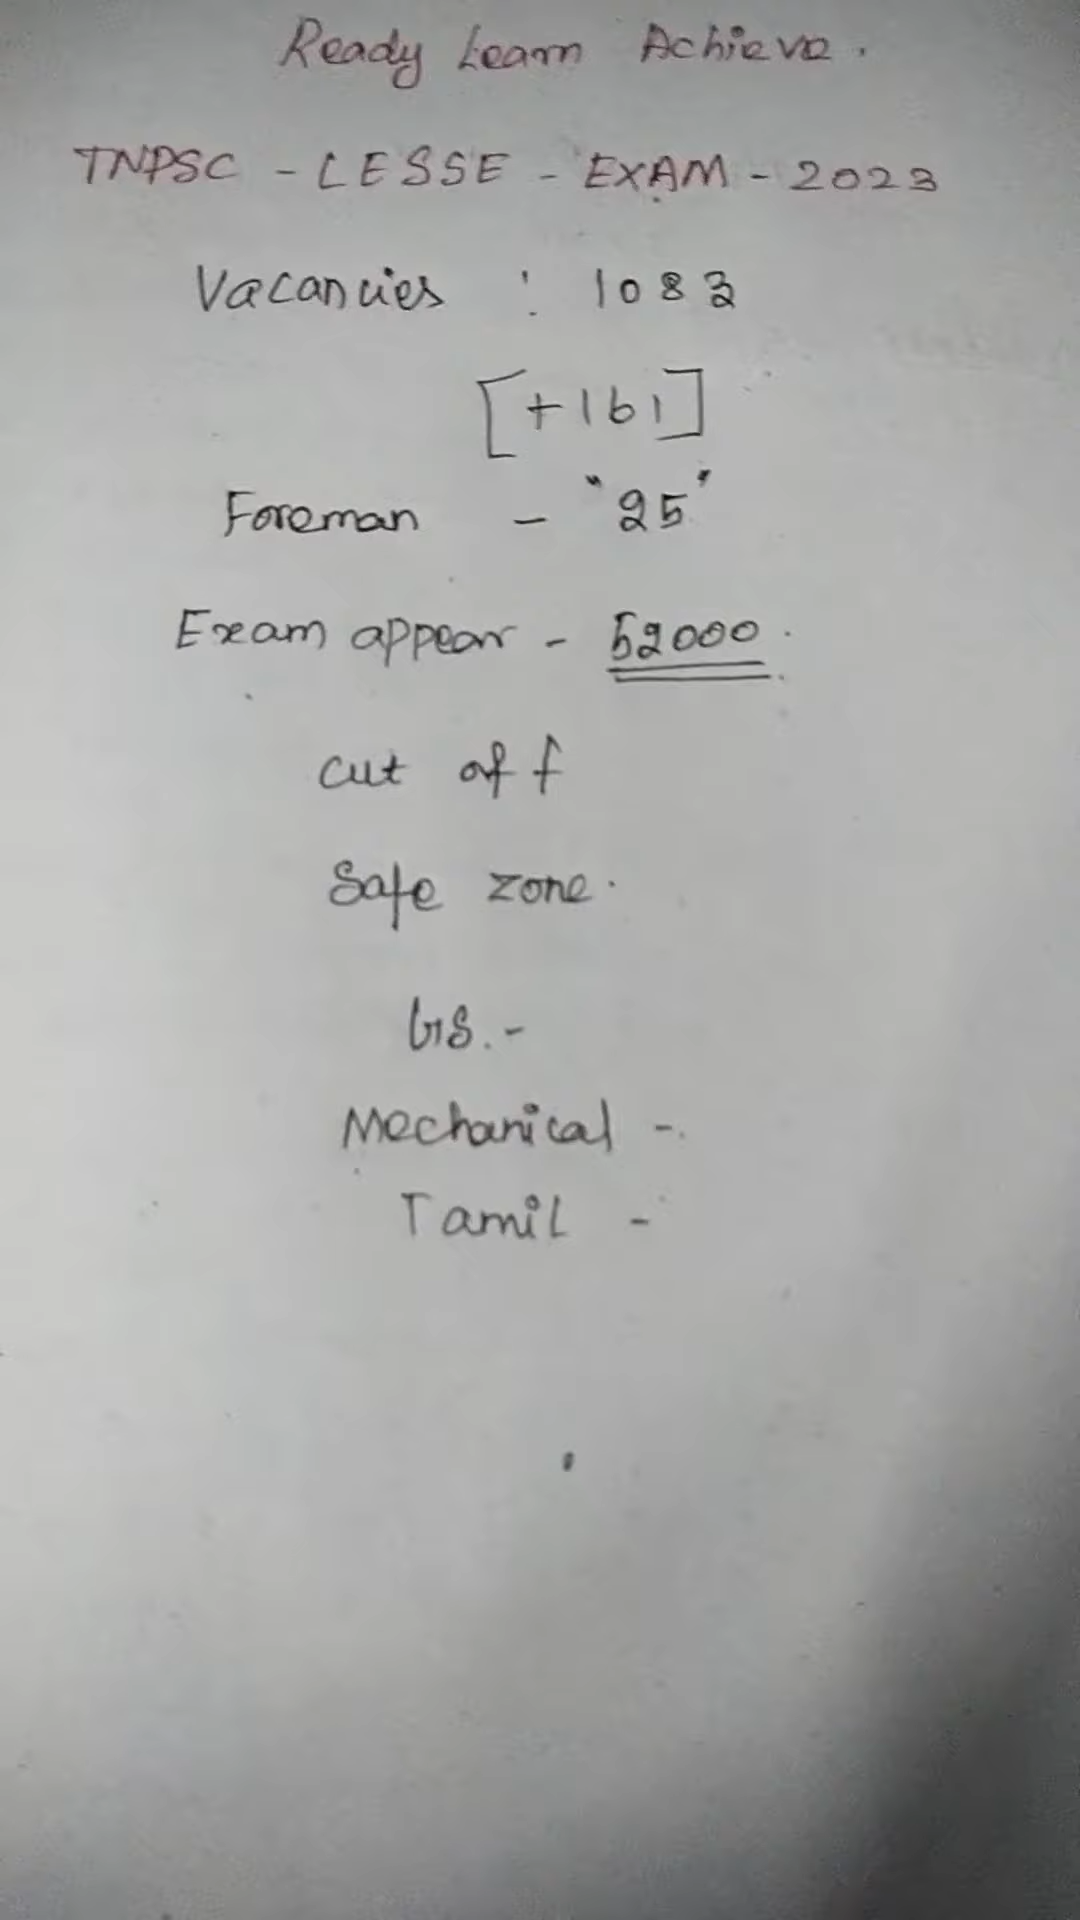 Ready Learn Achieve.
TNPSC - LESSE - EXAM - 2023
Vacancies : 1083
[+161]
Foreman - "25"
Exam appear - 52000.
cut off
Safe zone.
GS. -
Mechanical -
Tamil -